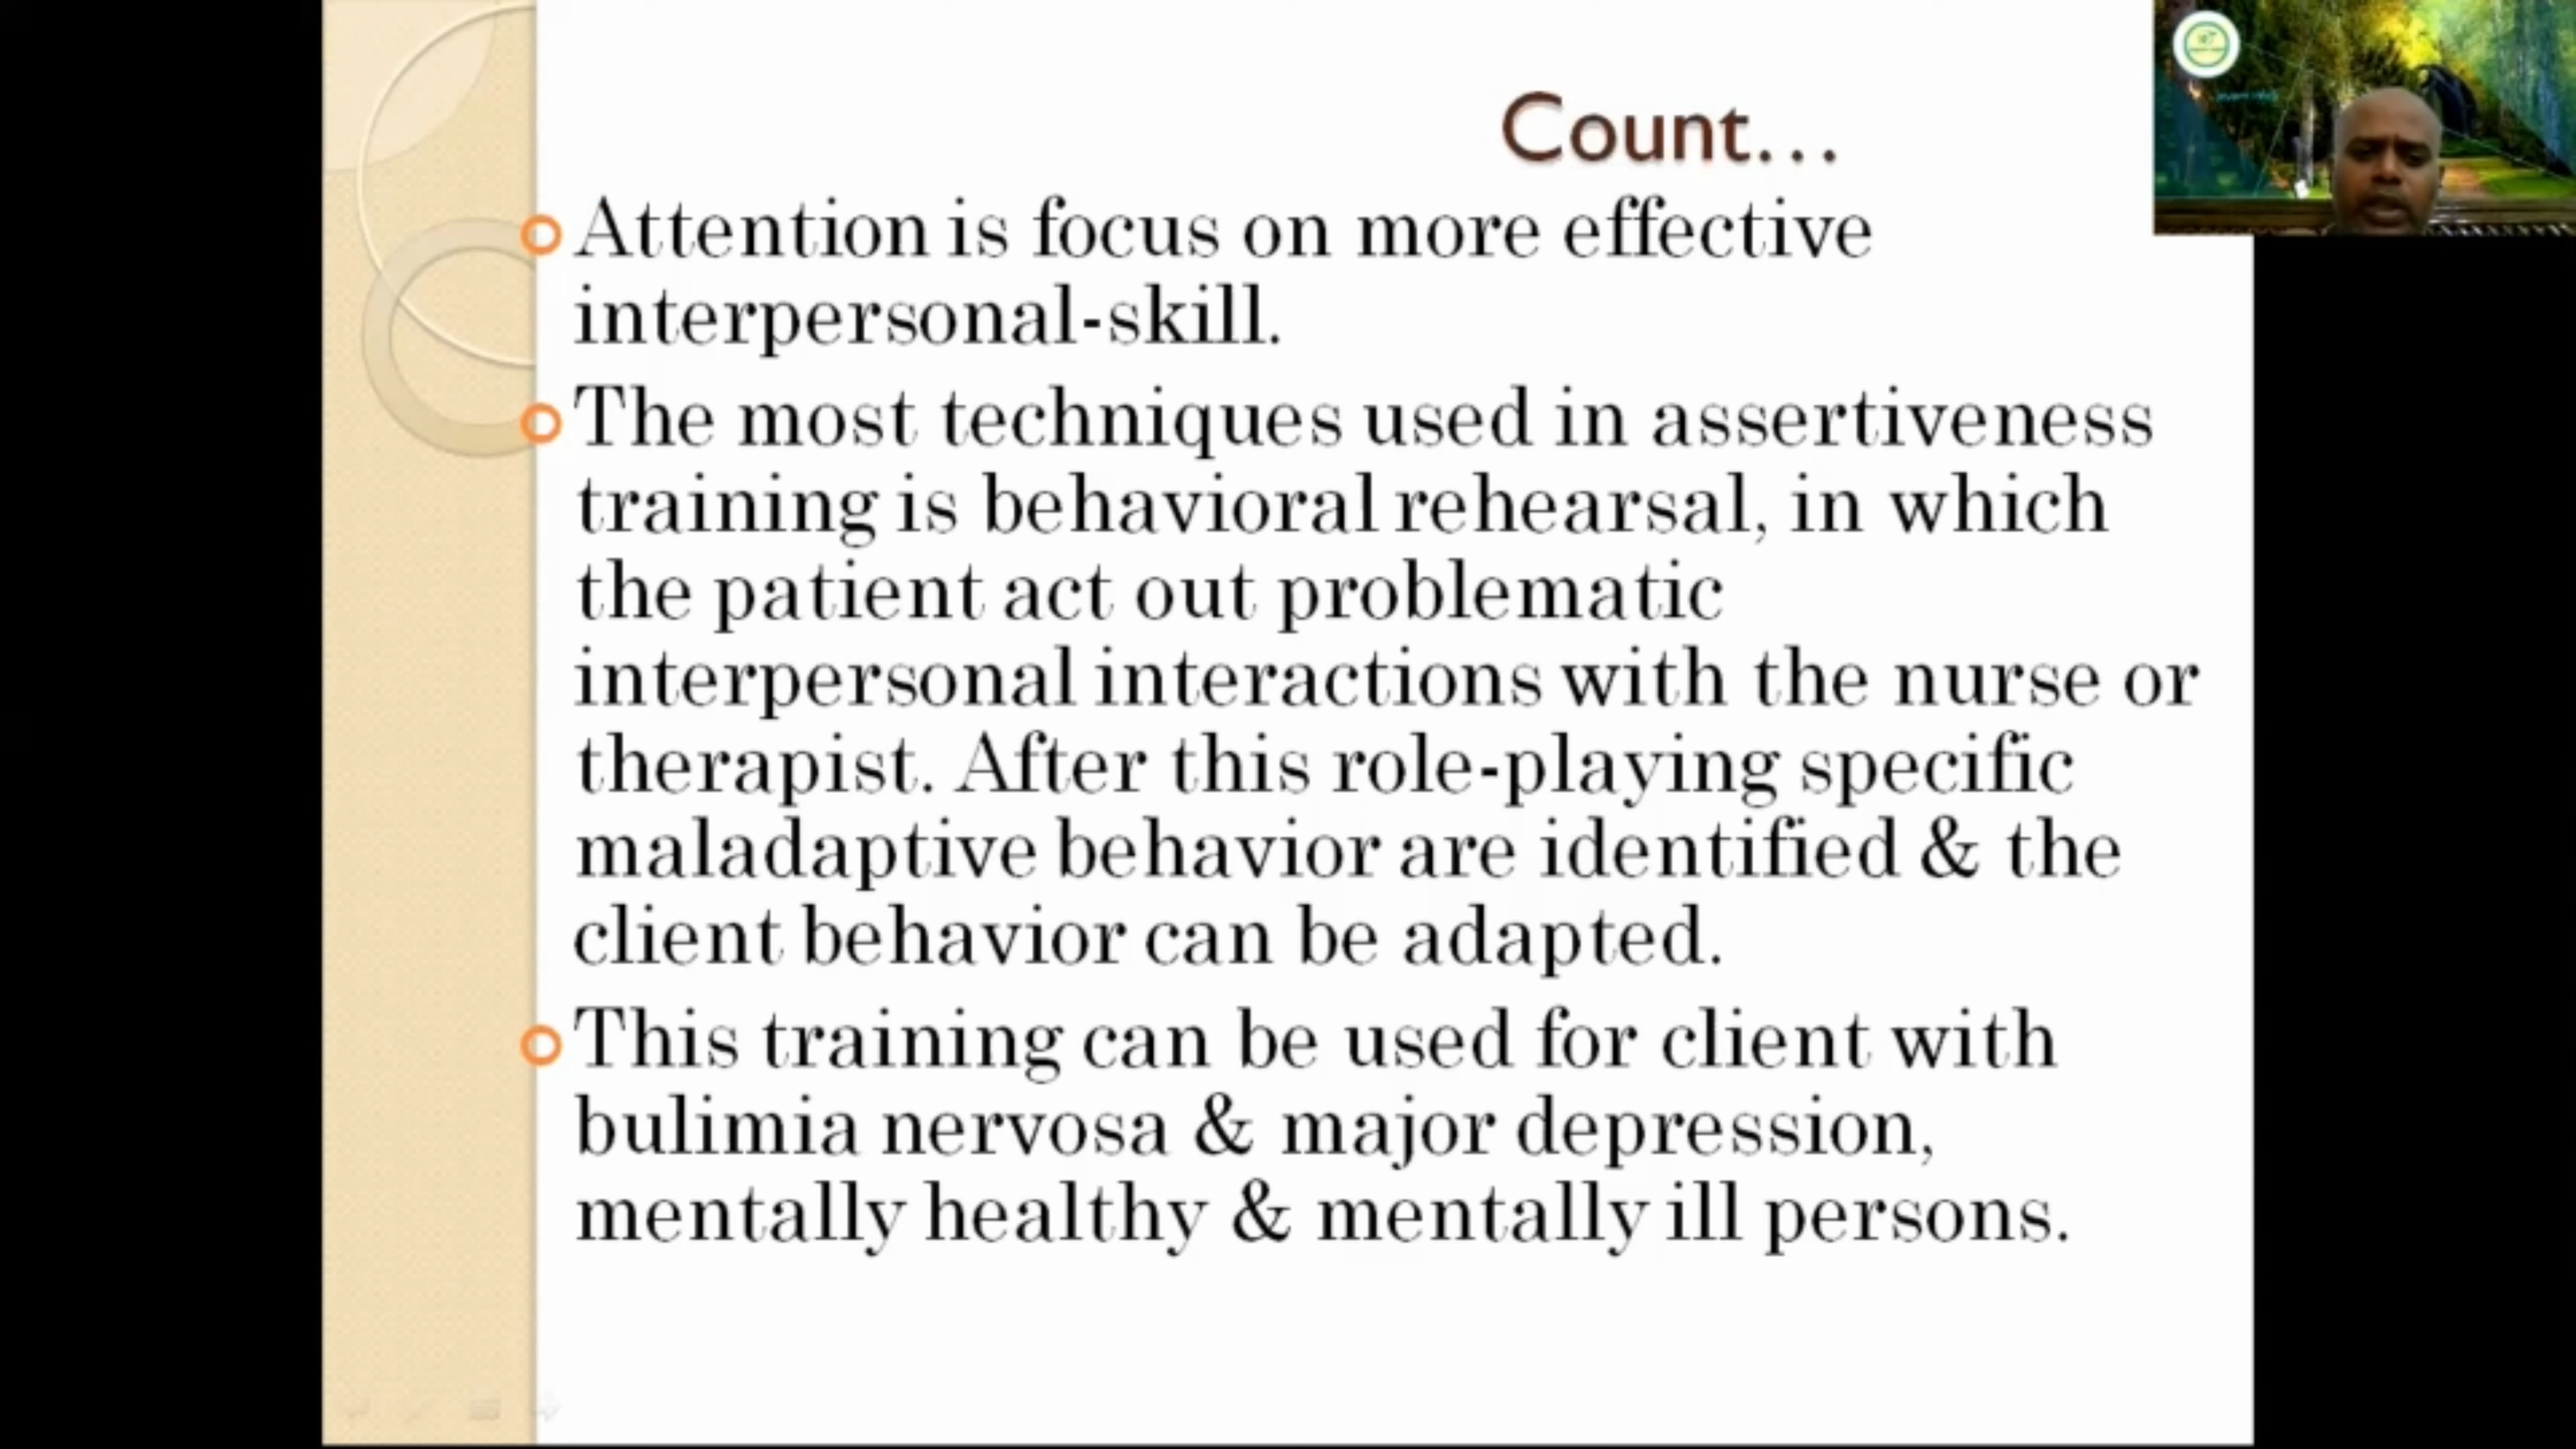 Count...
Attention is focus on more effective
interpersonal-skill.
The most techniques used in assertiveness
training is behavioral rehearsal, in which
the patient act out problematic
interpersonal interactions with the nurse or
therapist. After this role-playing specific
maladaptive behavior are identified & the
client behavior can be adapted.
This training can be used for client with
bulimia nervosa & major depression,
mentally healthy & mentally ill persons.